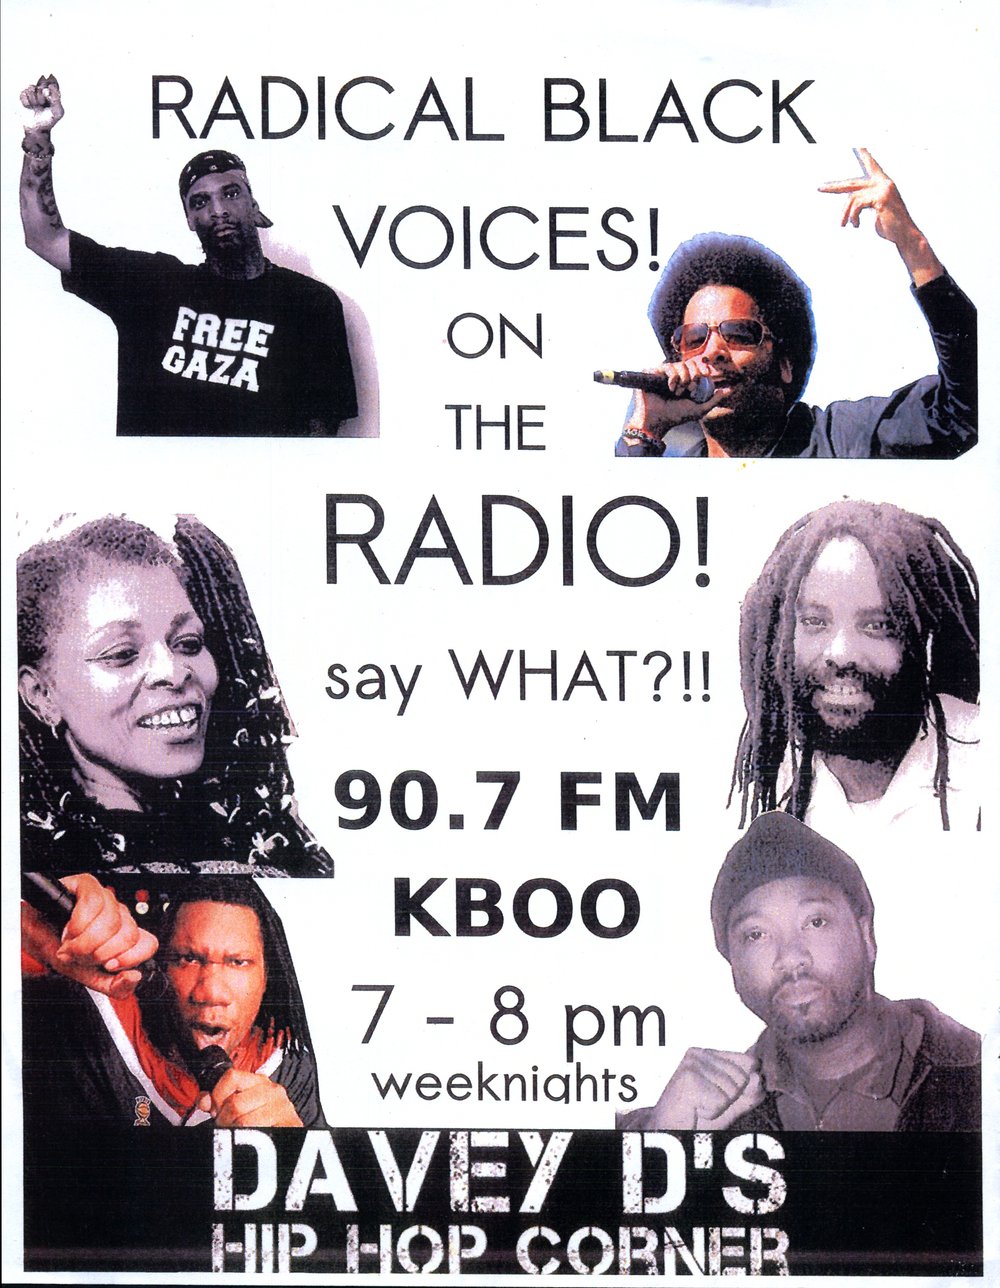 RADICAL BLACK
VOICES!
ON
THE
RADIO!
say WHAT?!!
90.7 FM
KBOO
7 - 8 pm
weeknights
DAVEY D'S
HIP HOP CORNER
FREE
GAZA